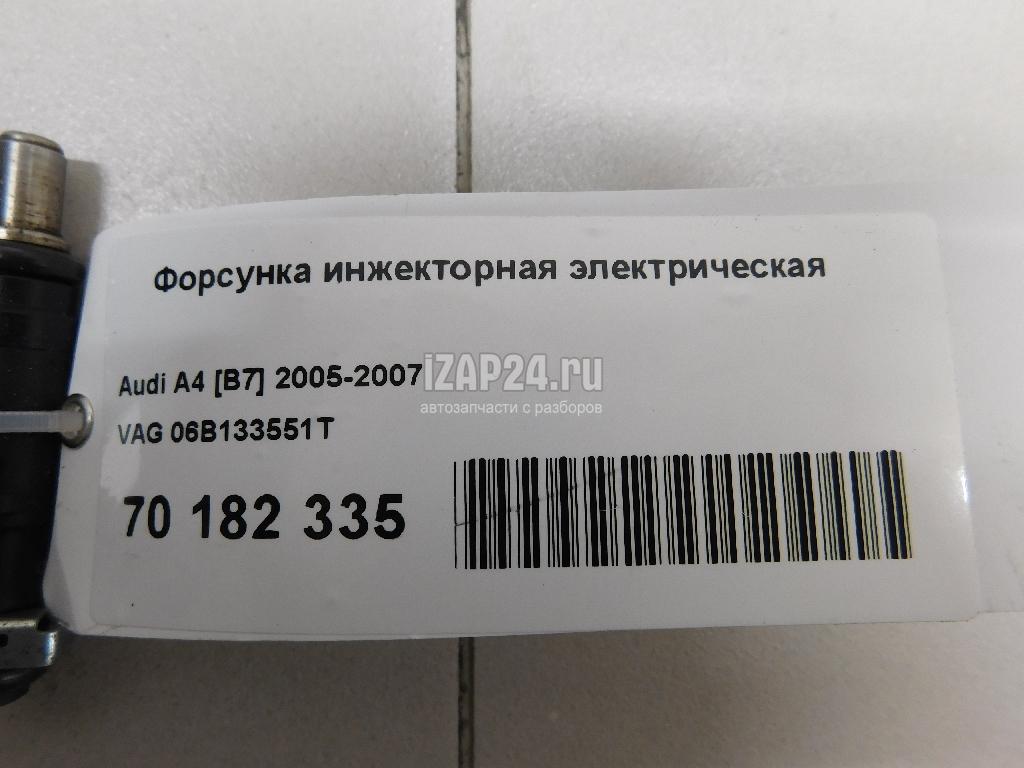 Форсунка инжекторная электрическая
Audi A4 [B7] 2005-2007
iZAP24.ru
автозапчасти с разборов
VAG 06B133551T
70 182 335